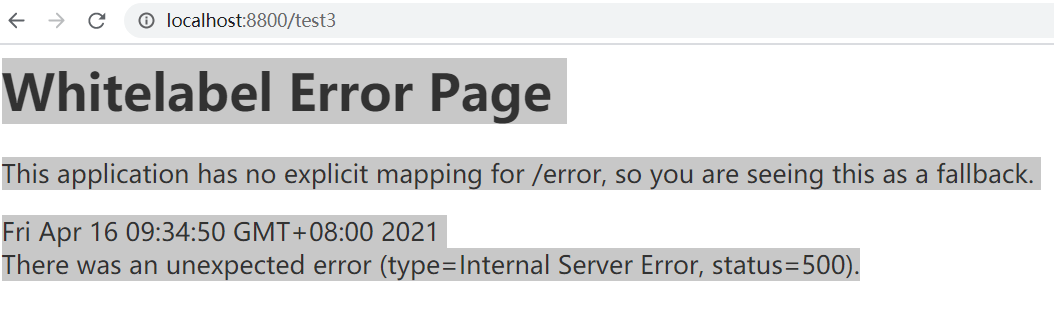 localhost:8800/test3
Whitelabel Error Page
This application has no explicit mapping for /error, so you are seeing this as a fallback.
Fri Apr 16 09:34:50 GMT+08:00 2021
There was an unexpected error (type=Internal Server Error, status=500).